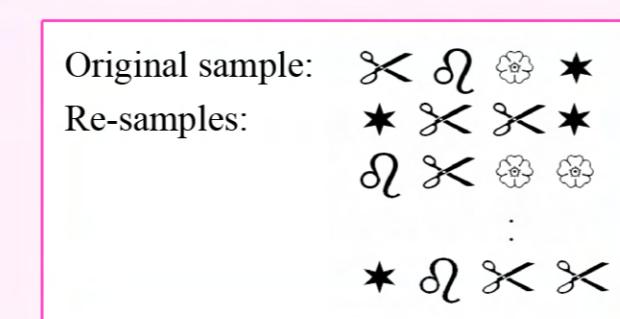 Original sample: ✂ ♌ ❀ ✶
Re-samples: ✶ ✂ ✂ ✶
♌ ✂ ❀ ❀
:
✶ ♌ ✂ ✂